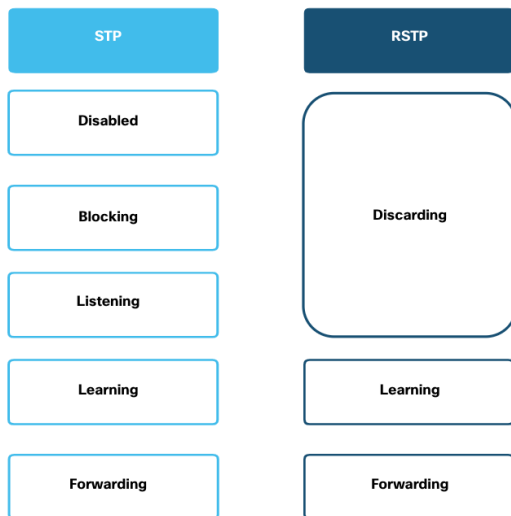 STP
RSTP
Disabled
Blocking
Discarding
Listening
Learning
Learning
Forwarding
Forwarding